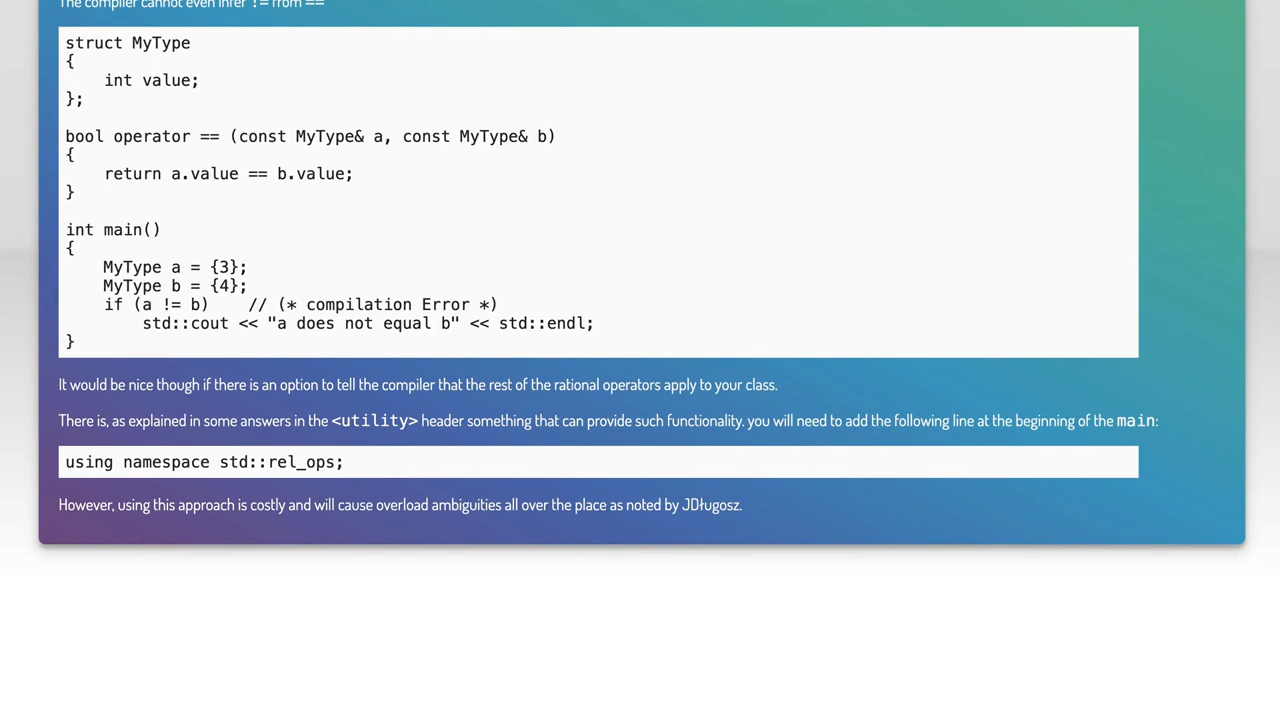 The compiler cannot even infer != from ==
struct MyType
{
    int value;
};
bool operator == (const MyType& a, const MyType& b)
{
    return a.value == b.value;
}
int main()
{
    MyType a = {3};
    MyType b = {4};
    if (a != b)    // (* compilation Error *)
        std::cout << "a does not equal b" << std::endl;
}
It would be nice though if there is an option to tell the compiler that the rest of the rational operators apply to your class.
There is, as explained in some answers in the <utility> header something that can provide such functionality. you will need to add the following line at the beginning of the main:
using namespace std::rel_ops;
However, using this approach is costly and will cause overload ambiguities all over the place as noted by JDługosz.